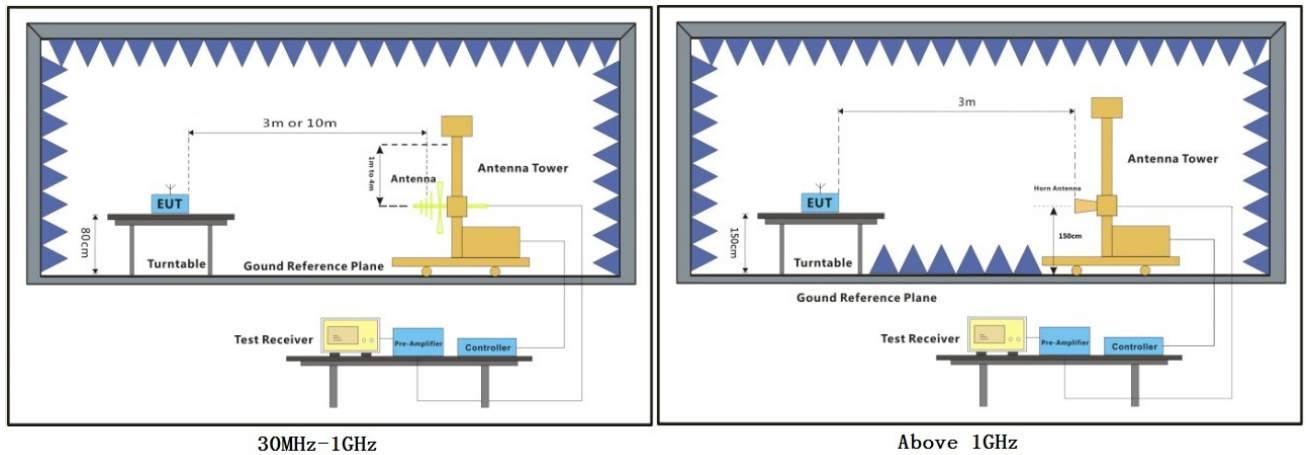 3m or 10m
1m to 4m
Antenna
Antenna Tower
EUT
80cm
Turntable
Gound Reference Plane
Test Receiver
Pre-Amplifier
Controller
30MHz-1GHz
3m
Antenna Tower
Horn Antenna
EUT
150cm
150cm
Turntable
Gound Reference Plane
Test Receiver
Pre-Amplifier
Controller
Above 1GHz